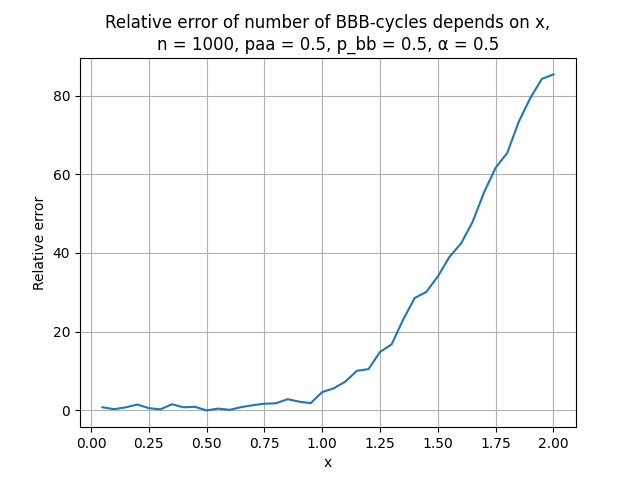 Relative error of number of BBB-cycles depends on x,
n = 1000, paa = 0.5, p_bb = 0.5, α = 0.5
Relative error
80
60
40
20
0
0.00 0.25 0.50 0.75 1.00 1.25 1.50 1.75 2.00
x